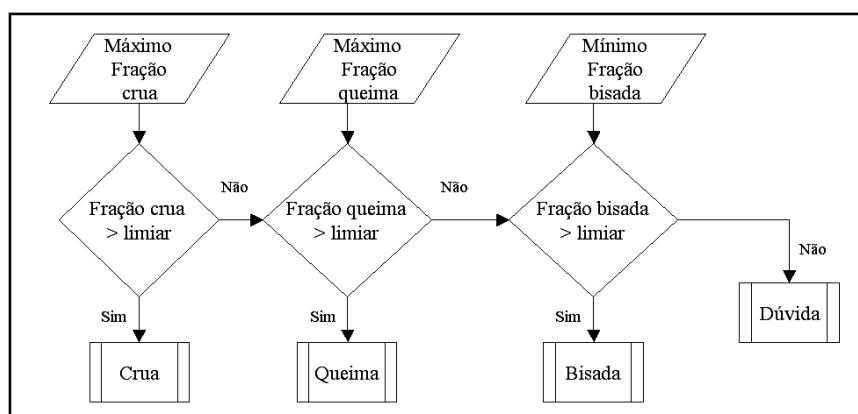 Máximo
Fração
crua
Máximo
Fração
queima
Mínimo
Fração
bisada
Fração crua
> limiar
Não
Fração queima
> limiar
Não
Fração bisada
> limiar
Não
Sim
Sim
Sim
Crua
Queima
Bisada
Dúvida